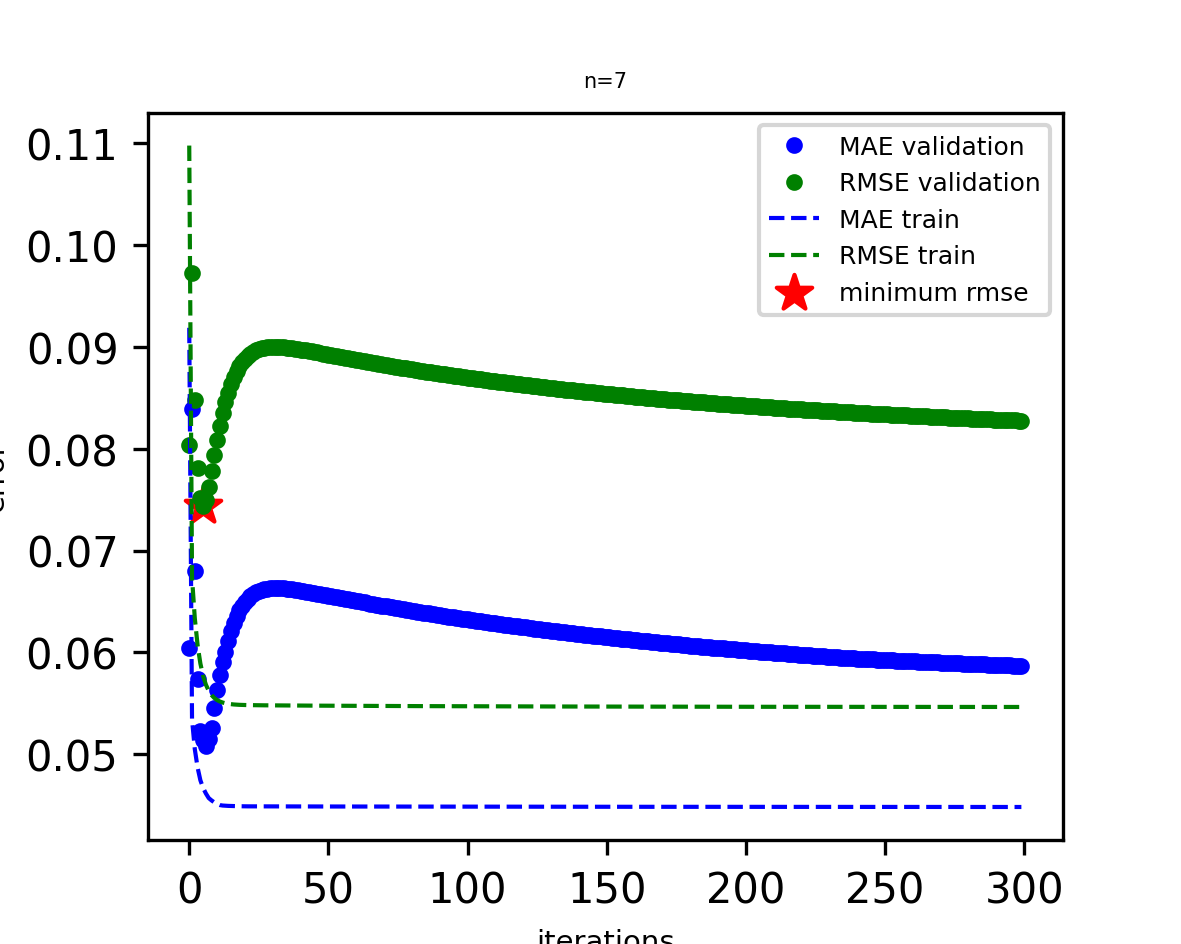 n=7
0.11
0.10
0.09
0.08
0.07
0.06
0.05
MAE validation
RMSE validation
MAE train
RMSE train
minimum rmse
0 50 100 150 200 250 300
iterations